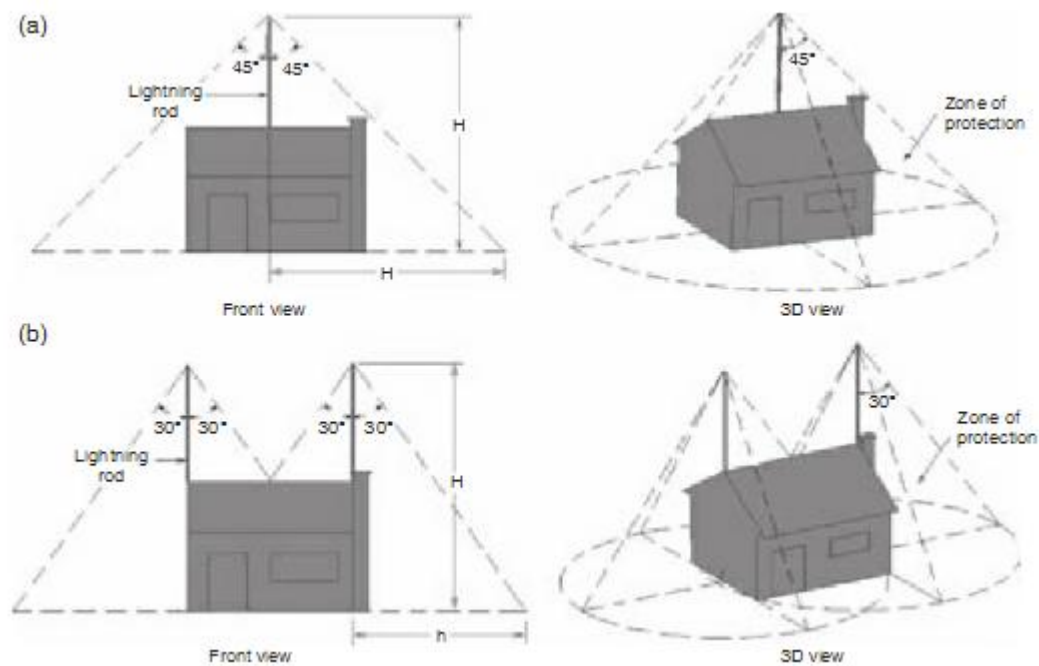 (a)
45° 45°
Lightning
rod
H
H
Front view
45°
Zone of
protection
3D view
(b)
30° 30°
30° 30°
Lightning
rod
H
h
Front view
30°
Zone of
protection
3D view